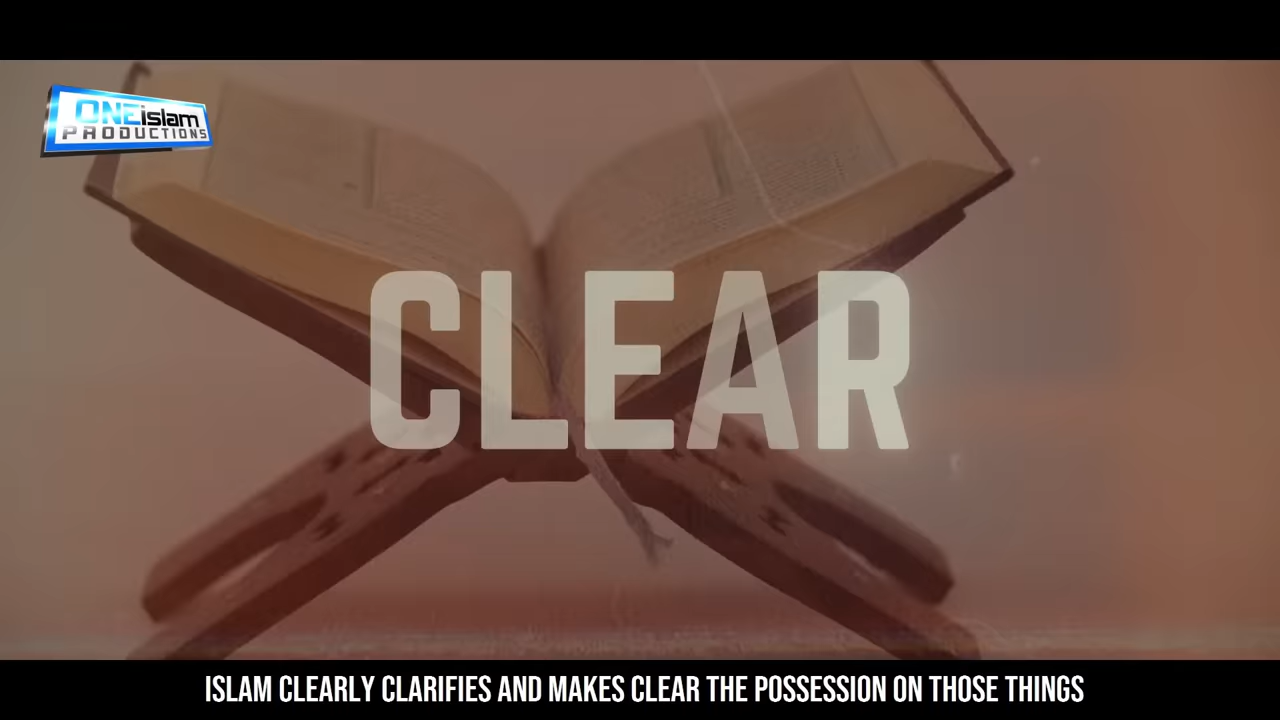 ONEislam
PRODUCTIONS
CLEAR
ISLAM CLEARLY CLARIFIES AND MAKES CLEAR THE POSSESSION ON THOSE THINGS